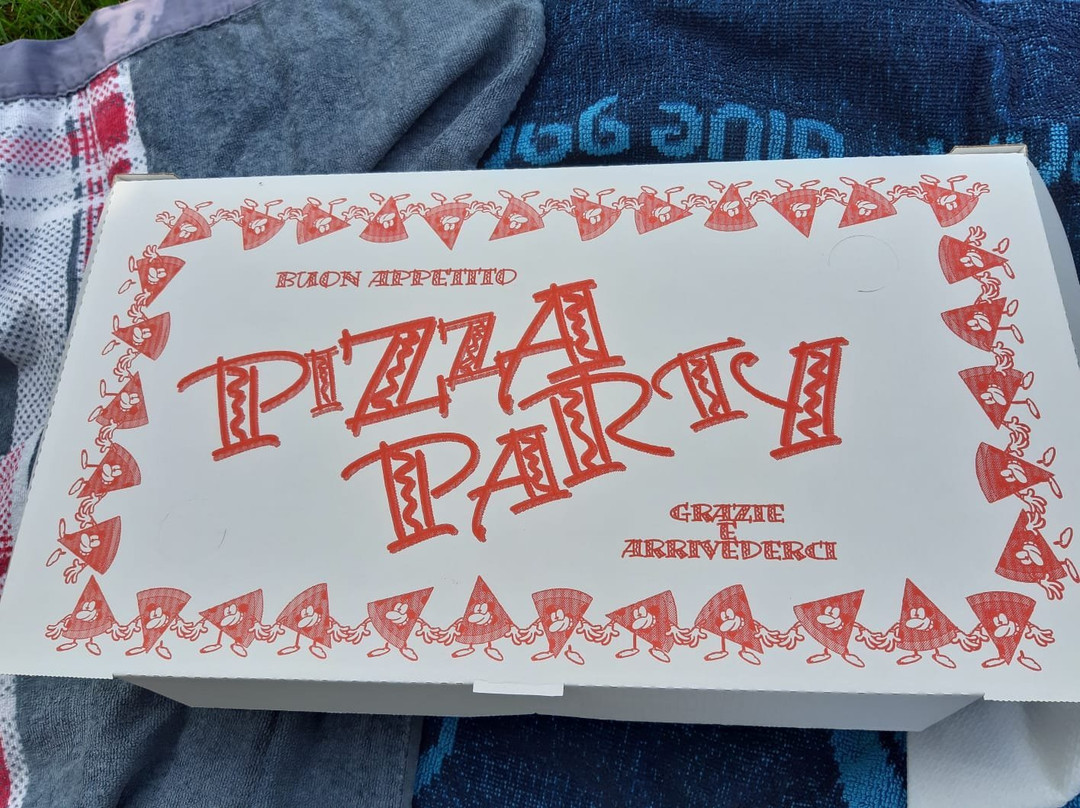 BUON APPETITO
PIZZA
PARTY
GRAZIE
E
ARRIVEDERCI